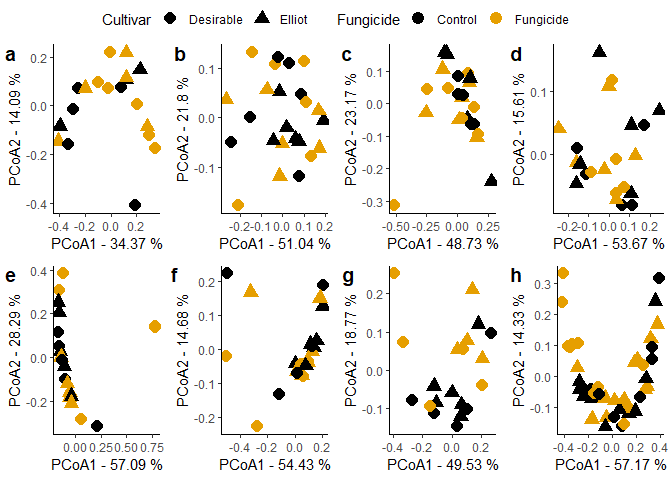 Cultivar Desirable Elliot Fungicide Control Fungicide
a b c d
0.2 0.0 -0.2 -0.4
PCoA2 - 14.09 %
-0.4 -0.2 0.0 0.2
PCoA1 - 34.37 %
0.1 0.0 -0.1
PCoA2 - 21.8 %
-0.2 -0.1 0.0 0.1 0.2
PCoA1 - 51.04 %
0.1 0.0 -0.1 -0.2 -0.3
PCoA2 - 23.17 %
-0.50 -0.25 0.00 0.25
PCoA1 - 48.73 %
0.1 0.0
PCoA2 - 15.61 %
-0.2 -0.1 0.0 0.1 0.2
PCoA1 - 53.67 %
e f g h
0.4 0.2 0.0 -0.2
PCoA2 - 28.29 %
0.00 0.25 0.50 0.75
PCoA1 - 57.09 %
0.2 0.1 0.0 -0.1 -0.2
PCoA2 - 14.68 %
-0.4 -0.2 0.0 0.2
PCoA1 - 54.43 %
0.2 0.1 0.0 -0.1
PCoA2 - 18.77 %
-0.4 -0.2 0.0 0.2
PCoA1 - 49.53 %
0.3 0.2 0.1 0.0 -0.1
PCoA2 - 14.33 %
-0.4 -0.2 0.0 0.2 0.4
PCoA1 - 57.17 %